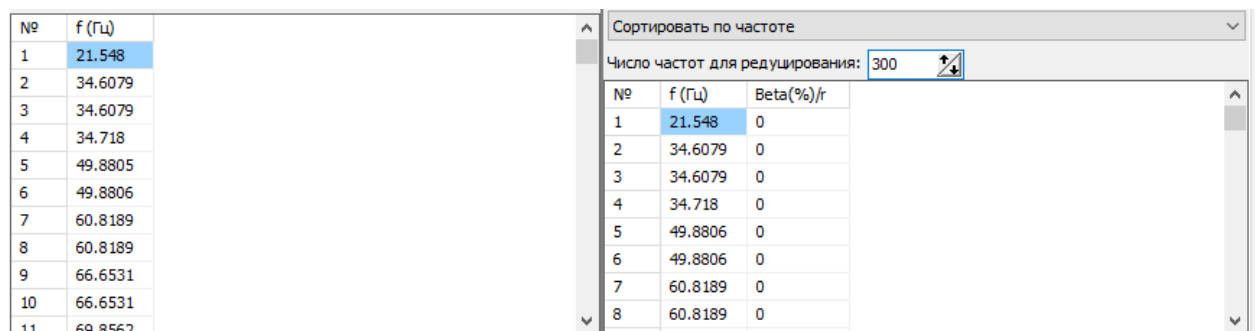 № f (Гц)
1 21.548
2 34.6079
3 34.6079
4 34.718
5 49.8805
6 49.8806
7 60.8189
8 60.8189
9 66.6531
10 66.6531
11 69.8562
Сортировать по частоте
Число частот для редуцирования: 300
№ f (Гц) Beta(%)/r
1 21.548 0
2 34.6079 0
3 34.6079 0
4 34.718 0
5 49.8806 0
6 49.8806 0
7 60.8189 0
8 60.8189 0